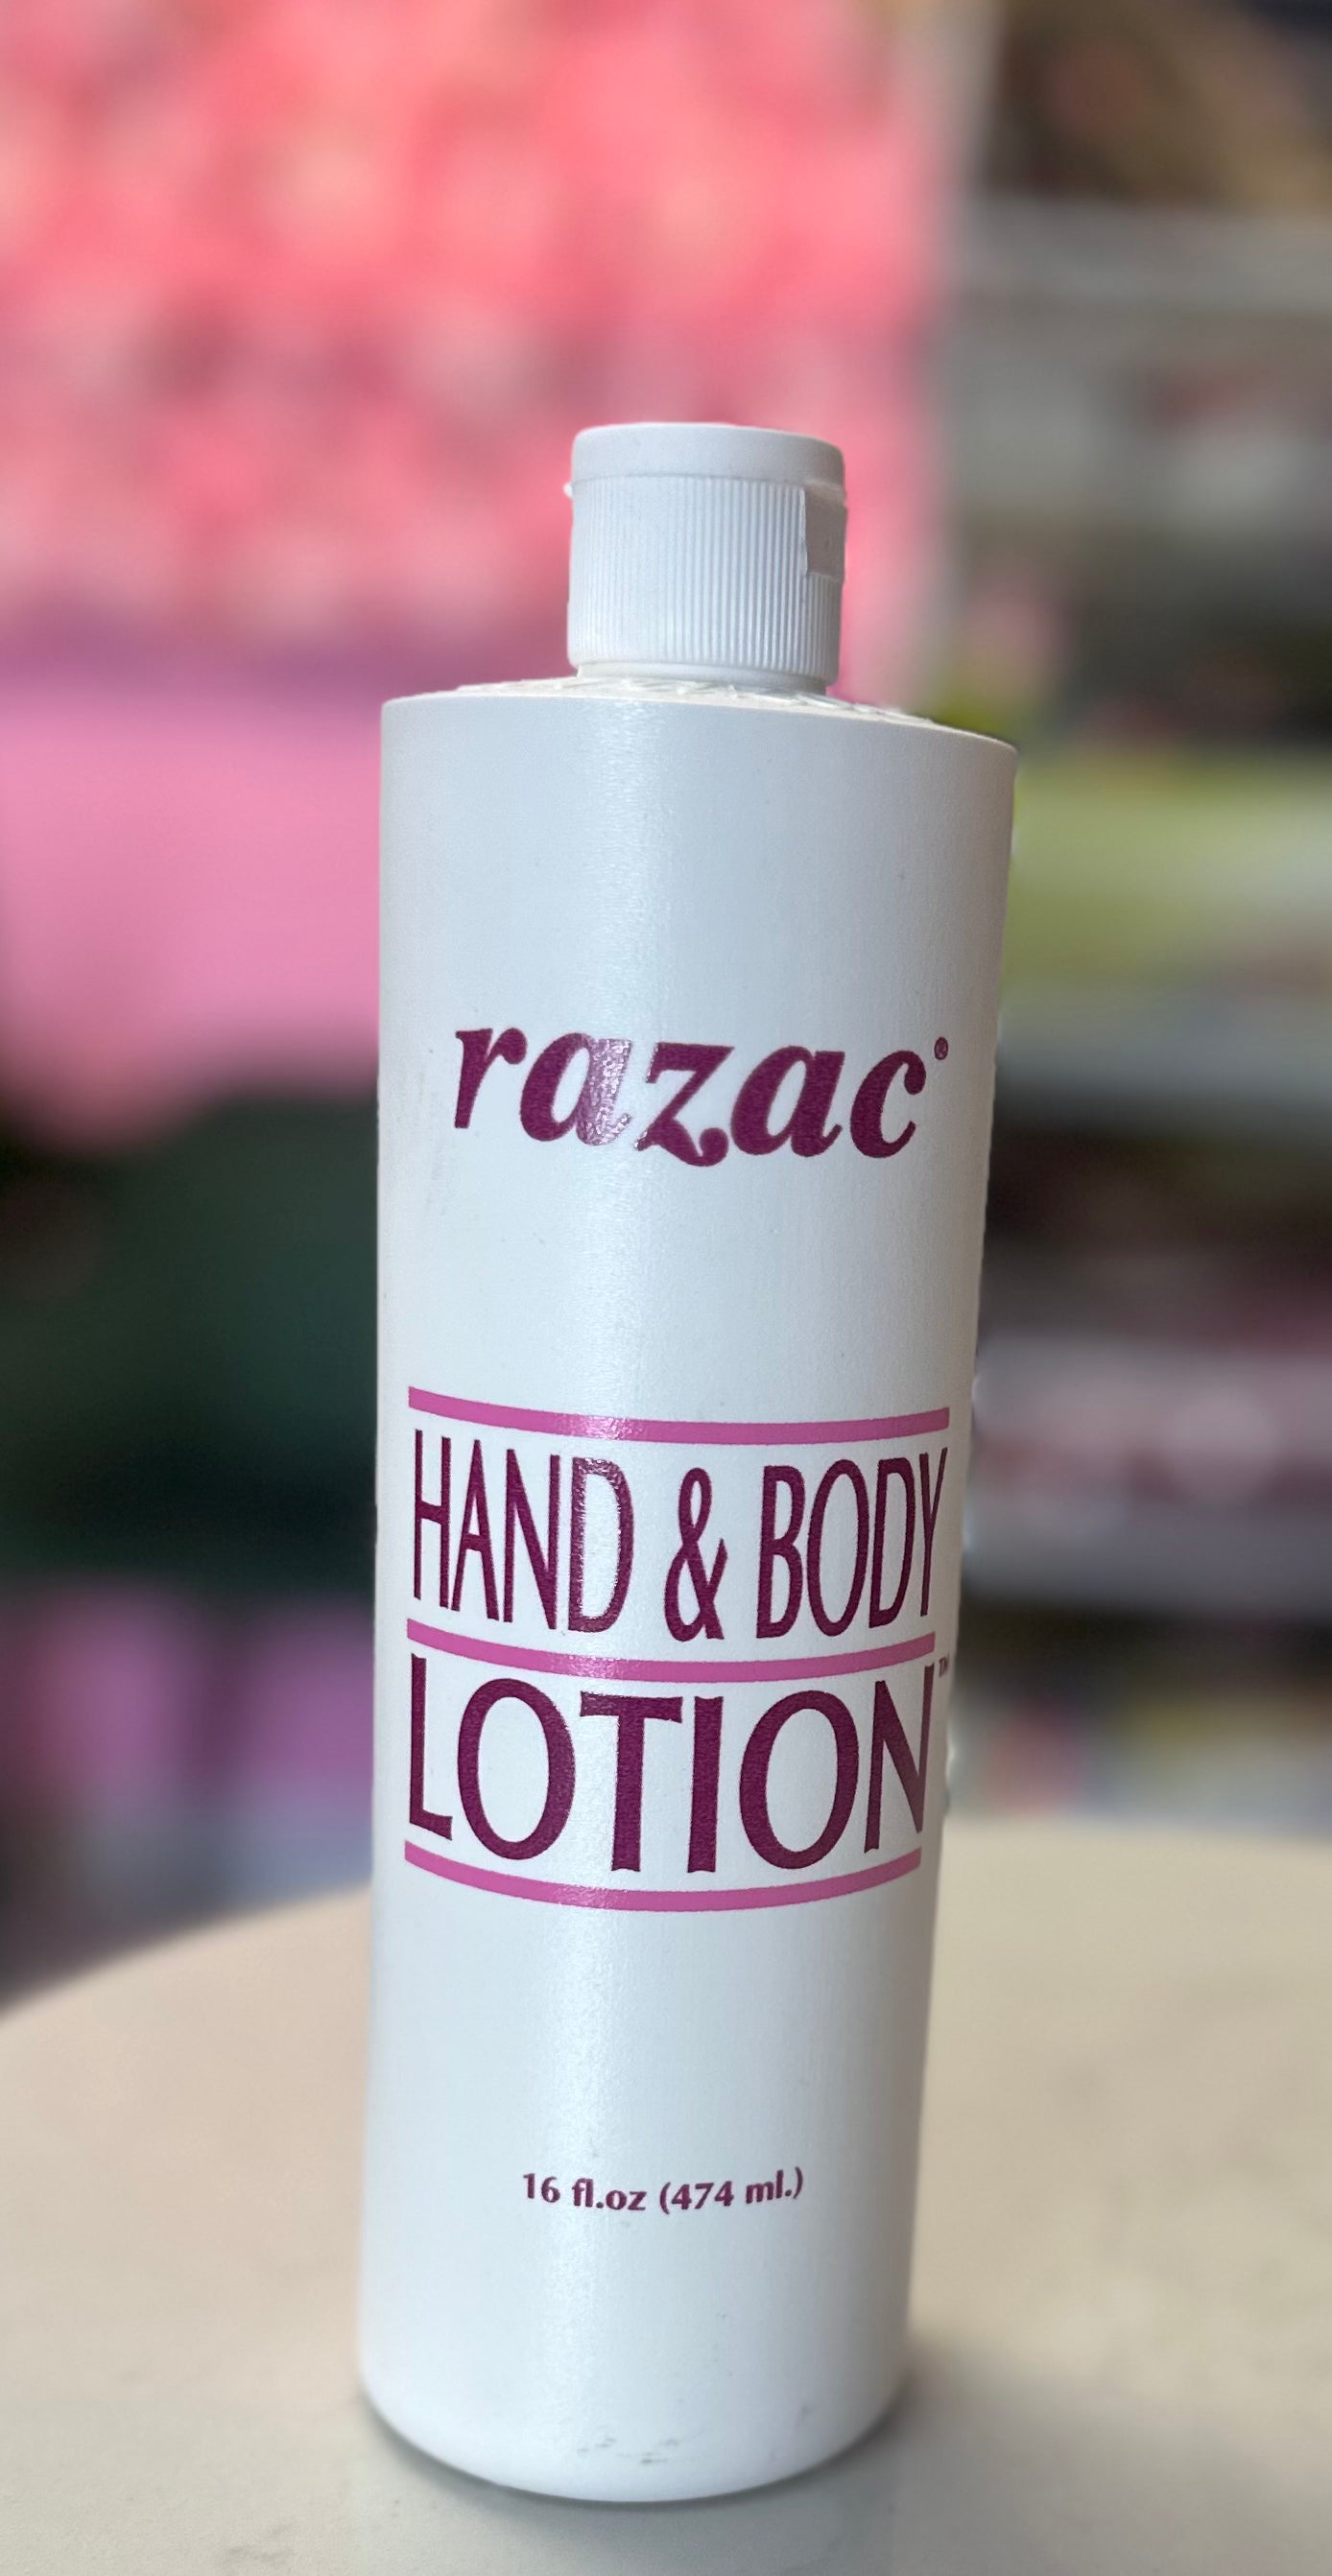 razac®
HAND & BODY
LOTION™
16 fl.oz (474 ml.)